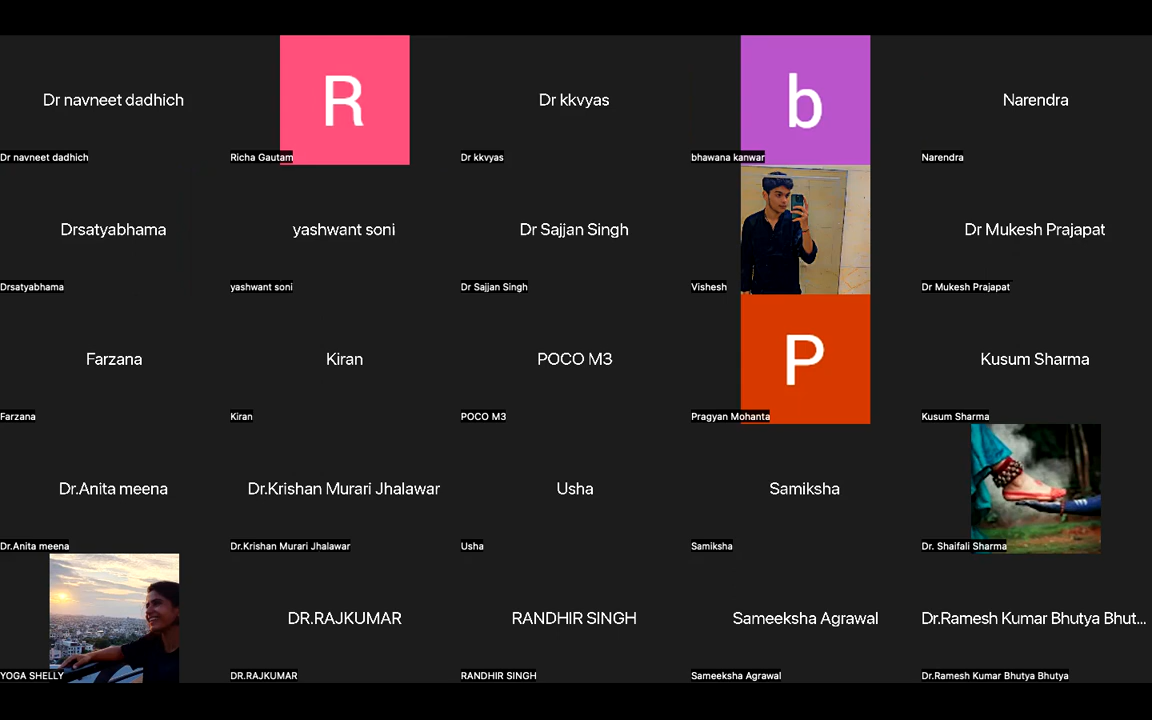 Dr navneet dadhich
R
Dr kkvyas
b
Narendra
Dr navneet dadhich
Richa Gautam
Dr kkvyas
bhawana kanwar
Narendra
Drsatyabhama
yashwant soni
Dr Sajjan Singh
Dr Mukesh Prajapat
Drsatyabhama
yashwant soni
Dr Sajjan Singh
Vishesh
Dr Mukesh Prajapat
Farzana
Kiran
POCO M3
P
Kusum Sharma
Farzana
Kiran
POCO M3
Pragyan Mohanta
Kusum Sharma
Dr.Anita meena
Dr.Krishan Murari Jhalawar
Usha
Samiksha
Dr.Anita meena
Dr.Krishan Murari Jhalawar
Usha
Samiksha
Dr. Shaifali Sharma
DR.RAJKUMAR
RANDHIR SINGH
Sameeksha Agrawal
Dr.Ramesh Kumar Bhutya Bhut...
YOGA SHELLY
DR.RAJKUMAR
RANDHIR SINGH
Sameeksha Agrawal
Dr.Ramesh Kumar Bhutya Bhutya